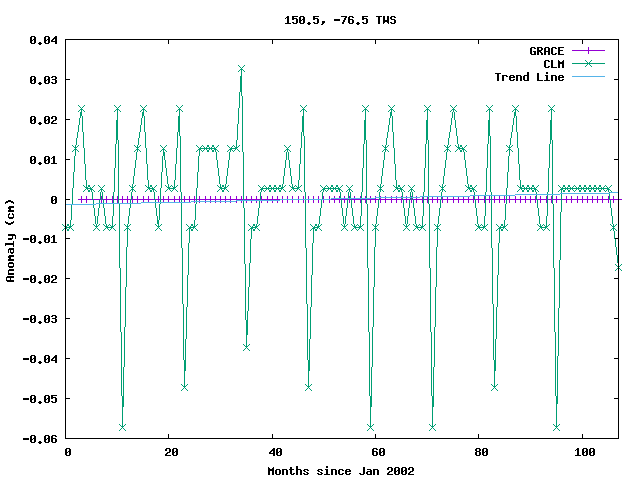 150.5, -76.5 TWS
GRACE
CLM
Trend Line
0.04
0.03
0.02
0.01
0
-0.01
-0.02
-0.03
-0.04
-0.05
-0.06
Anomaly (cm)
0 20 40 60 80 100
Months since Jan 2002